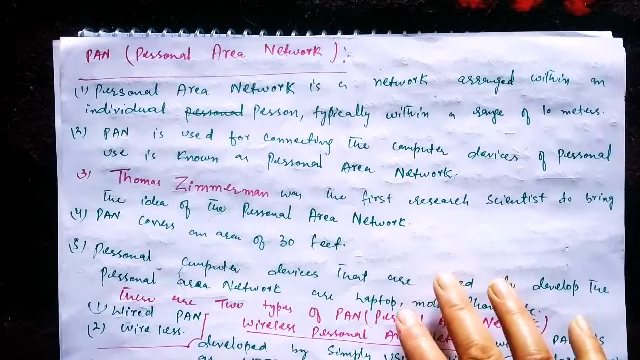 PAN (Personal Area Network):-
(1) Personal Area Network is a network arranged within an
individual personal Person, typically within a range of 10 meters.
(2) PAN is used for connecting the computer devices of personal
use is known as Personal Area Network.
(3) Thomas Zimmerman was the first research scientist to bring
the idea of the Personal Area Network.
(4) PAN covers an area of 30 feet.
(5) Personal computer devices that are develop the
personal area Network are laptop,
There are Two types of PAN
(1) Wired PAN
Wireless Personal
(2) Wireless
developed by simply PAN is